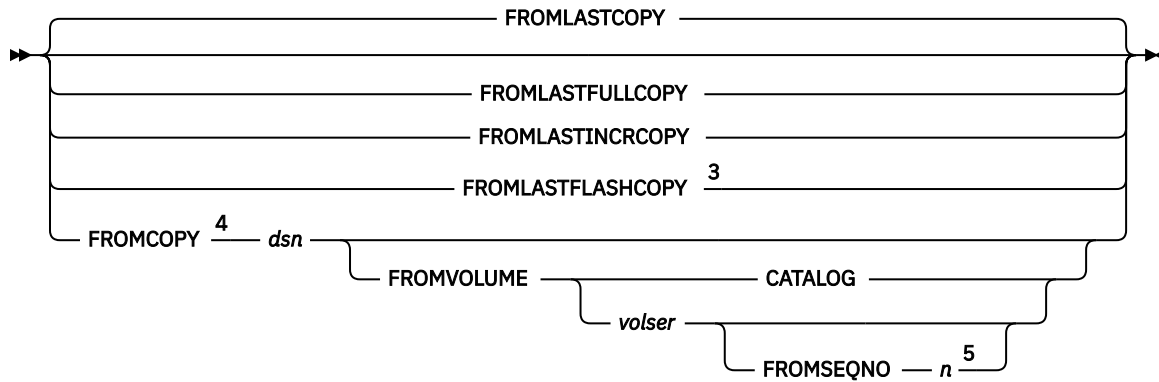 FROMLASTCOPY
FROMLASTFULLCOPY
FROMLASTINCRCOPY
FROMLASTFLASHCOPY 3
FROMCOPY 4 dsn
FROMVOLUME CATALOG
volser
FROMSEQNO n 5